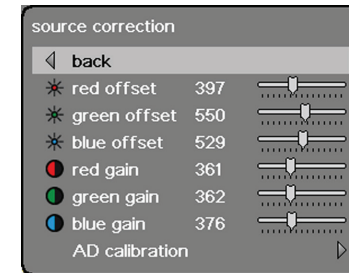 source correction
back
red offset 397
green offset 550
blue offset 529
red gain 361
green gain 362
blue gain 376
AD calibration